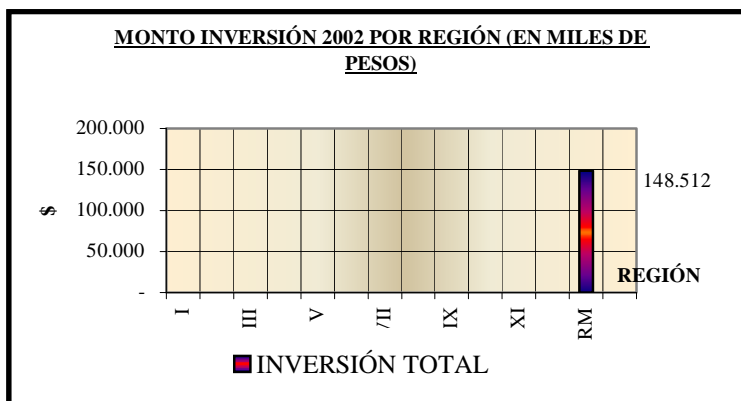 MONTO INVERSIÓN 2002 POR REGIÓN (EN MILES DE
PESOS)
200.000
150.000
100.000
50.000
-
$
148.512
REGIÓN
I
III
V
VII
IX
XI
RM
INVERSIÓN TOTAL